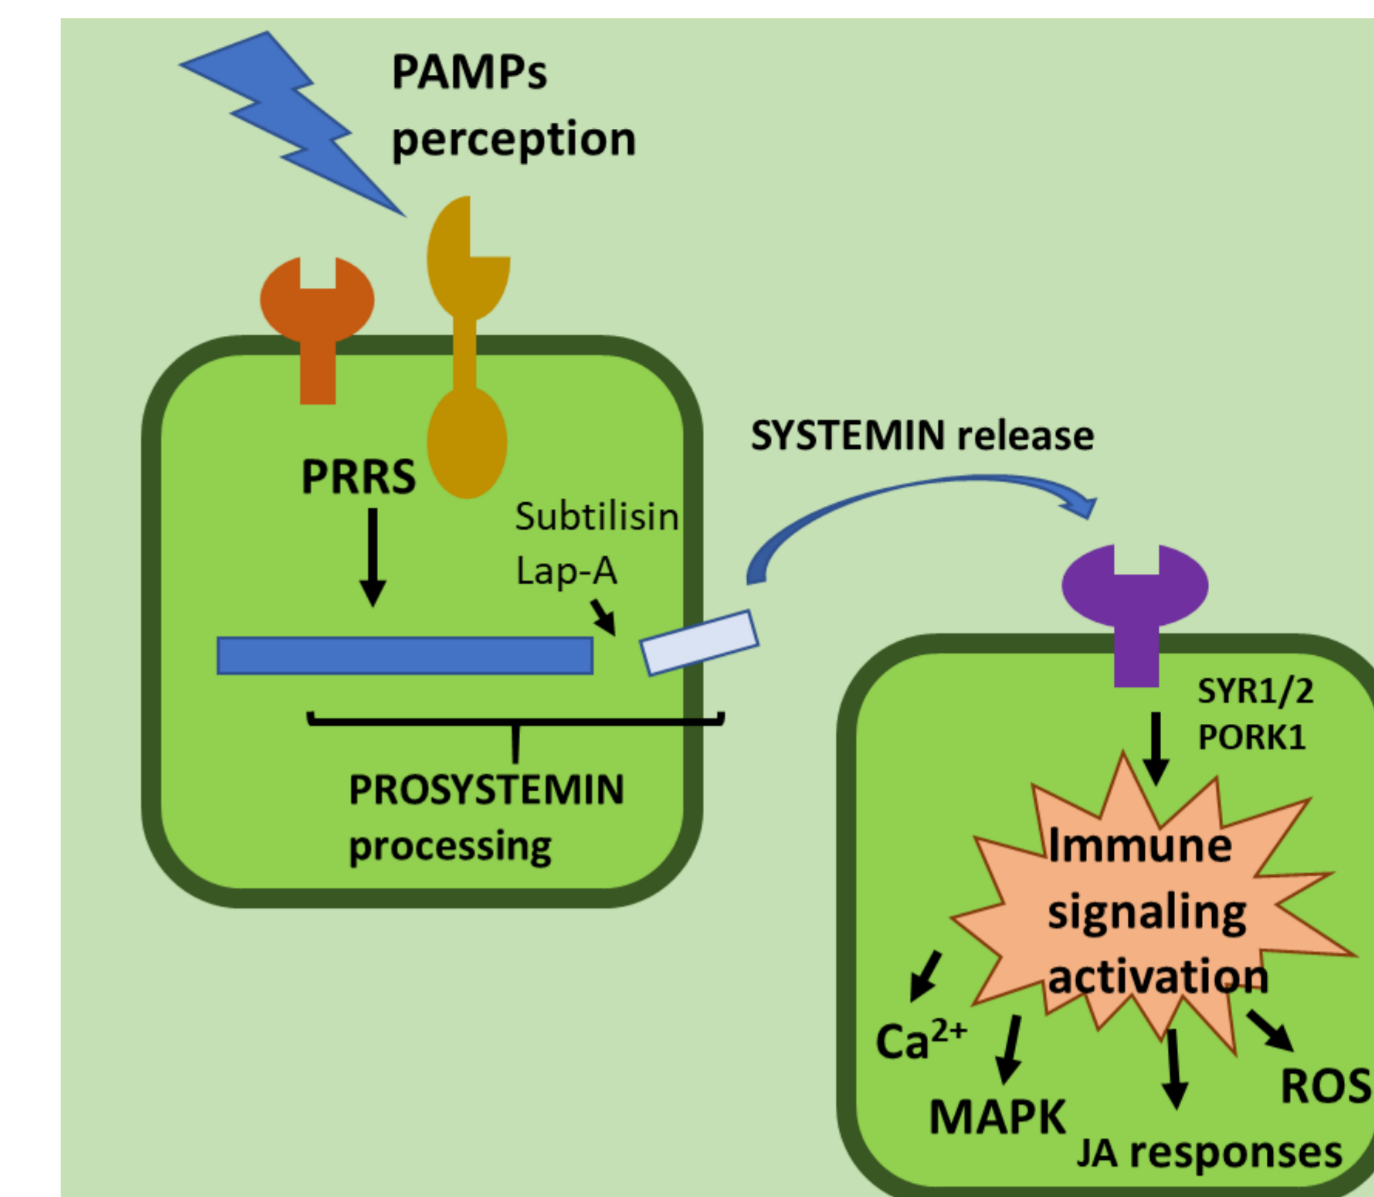 PAMPs
perception
PRRS
Subtilisin
Lap-A
PROSYSTEMIN
processing
SYSTEMIN release
SYR1/2
PORK1
Immune
signaling
activation
Ca²⁺
MAPK
JA responses
ROS